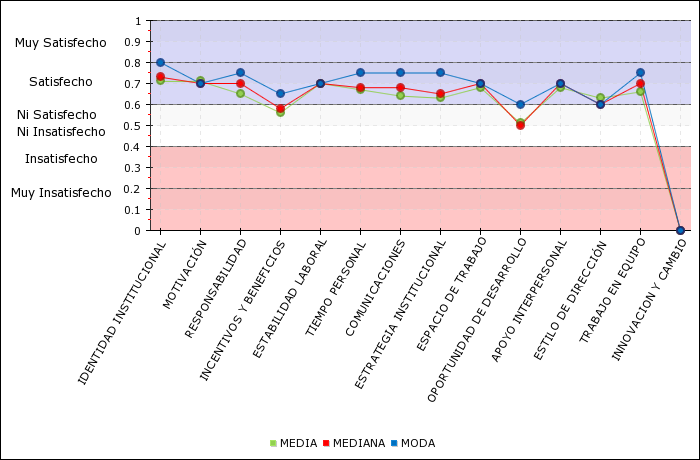 1
Muy Satisfecho
0.9
0.8
Satisfecho
0.7
0.6
Ni Satisfecho
Ni Insatisfecho
0.5
0.4
Insatisfecho
0.3
Muy Insatisfecho
0.2
0.1
0
IDENTIDAD INSTITUCIONAL
MOTIVACIÓN
RESPONSABILIDAD
INCENTIVOS Y BENEFICIOS
ESTABILIDAD LABORAL
TIEMPO PERSONAL
COMUNICACIONES
ESTRATEGIA INSTITUCIONAL
ESPACIO DE TRABAJO
OPORTUNIDAD DE DESARROLLO
APOYO INTERPERSONAL
ESTILO DE DIRECCIÓN
TRABAJO EN EQUIPO
INNOVACION Y CAMBIO
MEDIA MEDIANA MODA